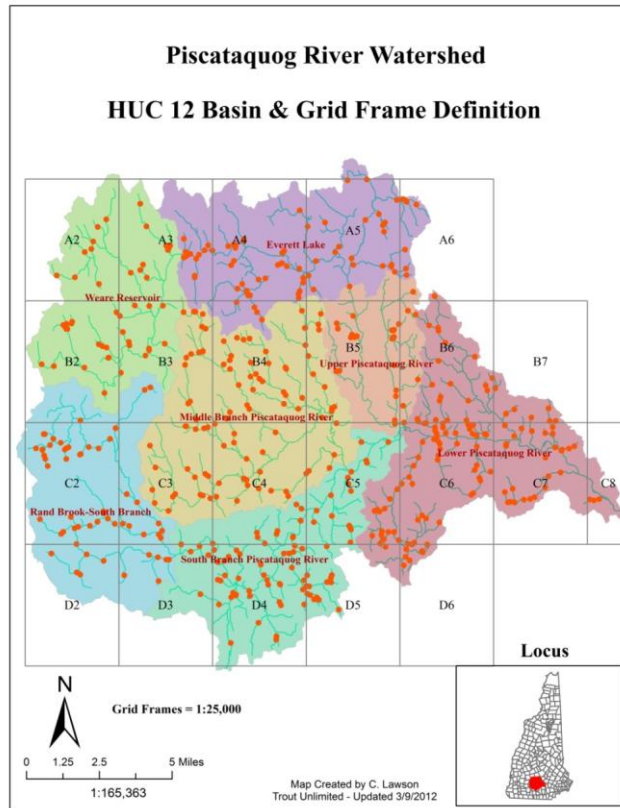 Piscataquog River Watershed
HUC 12 Basin & Grid Frame Definition
A2
A3
A4
A5
A6
Everett Lake
Weare Reservoir
B2
B3
B4
B5
B6
B7
Upper Piscataquog River
Middle Branch Piscataquog River
Lower Piscataquog River
C2
C3
C4
C5
C6
C7
C8
Rand Brook-South Branch
South Branch Piscataquog River
D2
D3
D4
D5
D6
Locus
N
Grid Frames = 1:25,000
0 1.25 2.5 5 Miles
1:165,363
Map Created by C. Lawson
Trout Unlimited - Updated 3/9/2012